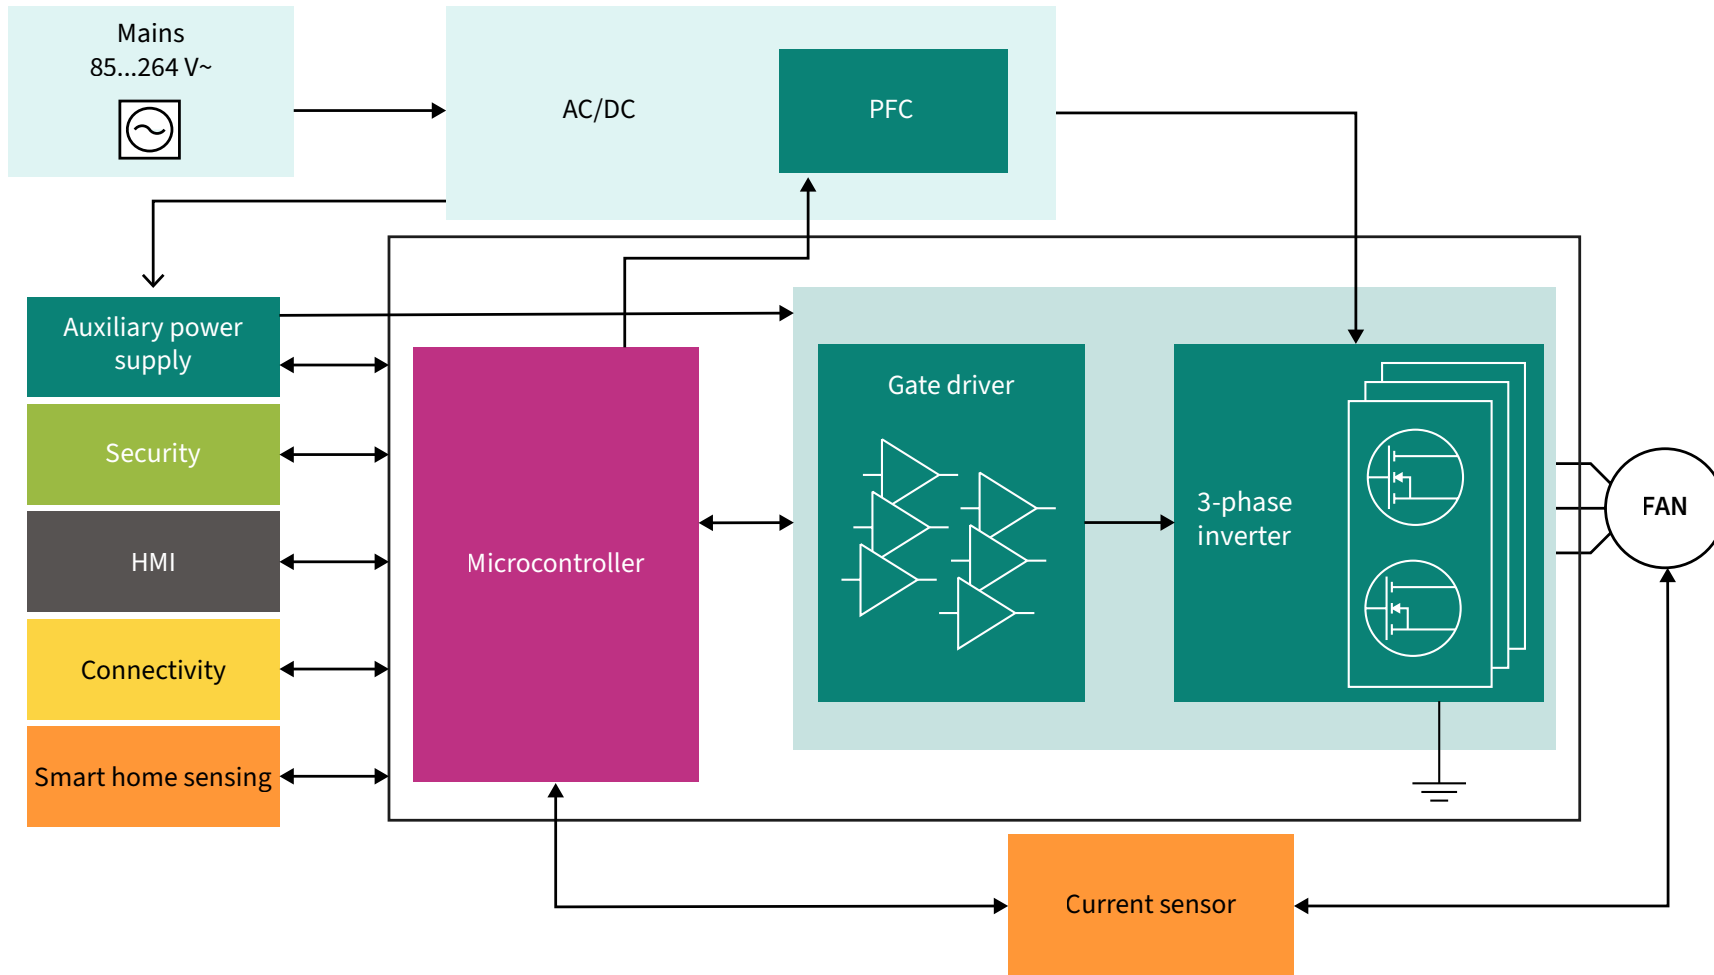 Mains
85...264 V~
AC/DC
PFC
Auxiliary power
supply
Security
HMI
Connectivity
Smart home sensing
Microcontroller
Gate driver
3-phase
inverter
FAN
Current sensor